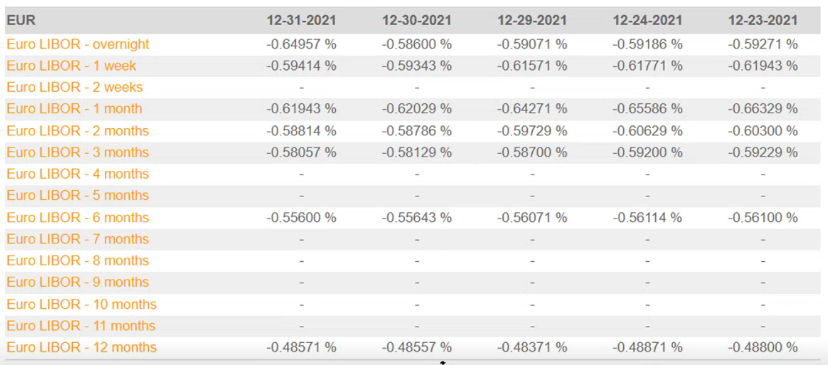 EUR 12-31-2021 12-30-2021 12-29-2021 12-24-2021 12-23-2021
Euro LIBOR - overnight -0.64957 % -0.58600 % -0.59071 % -0.59186 % -0.59271 %
Euro LIBOR - 1 week -0.59414 % -0.59343 % -0.61571 % -0.61771 % -0.61943 %
Euro LIBOR - 2 weeks - - - - -
Euro LIBOR - 1 month -0.61943 % -0.62029 % -0.64271 % -0.65586 % -0.66329 %
Euro LIBOR - 2 months -0.58814 % -0.58786 % -0.59729 % -0.60629 % -0.60300 %
Euro LIBOR - 3 months -0.58057 % -0.58129 % -0.58700 % -0.59200 % -0.59229 %
Euro LIBOR - 4 months - - - - -
Euro LIBOR - 5 months - - - - -
Euro LIBOR - 6 months -0.55600 % -0.55643 % -0.56071 % -0.56114 % -0.56100 %
Euro LIBOR - 7 months - - - - -
Euro LIBOR - 8 months - - - - -
Euro LIBOR - 9 months - - - - -
Euro LIBOR - 10 months - - - - -
Euro LIBOR - 11 months - - - - -
Euro LIBOR - 12 months -0.48571 % -0.48557 % -0.48371 % -0.48871 % -0.48800 %